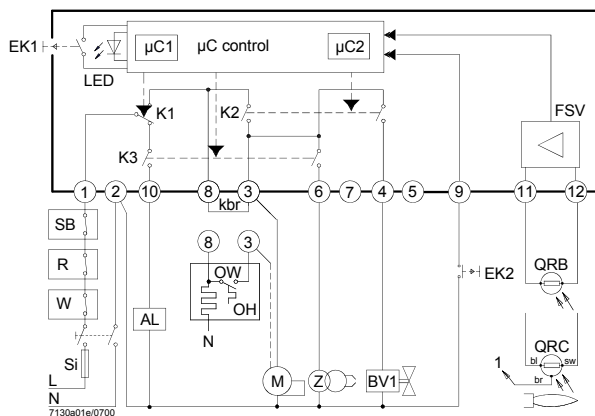 EK1
LED
µC1
µC control
µC2
FSV
K1
K2
K3
1 2 10 8 3 6 7 4 5 9 11 12
kbr
SB
R
W
Si
L
N
7130a01e/0700
AL
8 3
OW
OH
N
M
Z
BV1
EK2
QRB
QRC
bl sw
br
1